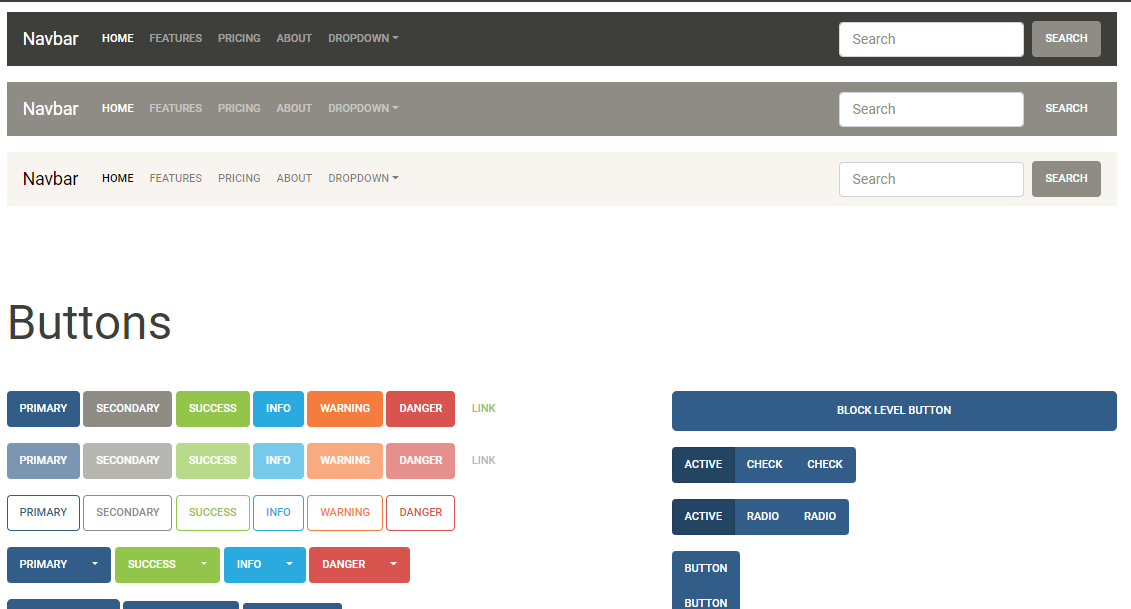 Navbar HOME FEATURES PRICING ABOUT DROPDOWN Search SEARCH
Navbar HOME FEATURES PRICING ABOUT DROPDOWN Search SEARCH
Navbar HOME FEATURES PRICING ABOUT DROPDOWN Search SEARCH
Buttons
PRIMARY SECONDARY SUCCESS INFO WARNING DANGER LINK
PRIMARY SECONDARY SUCCESS INFO WARNING DANGER LINK
PRIMARY SECONDARY SUCCESS INFO WARNING DANGER
PRIMARY SUCCESS INFO DANGER
BLOCK LEVEL BUTTON
ACTIVE CHECK CHECK
ACTIVE RADIO RADIO
BUTTON
BUTTON